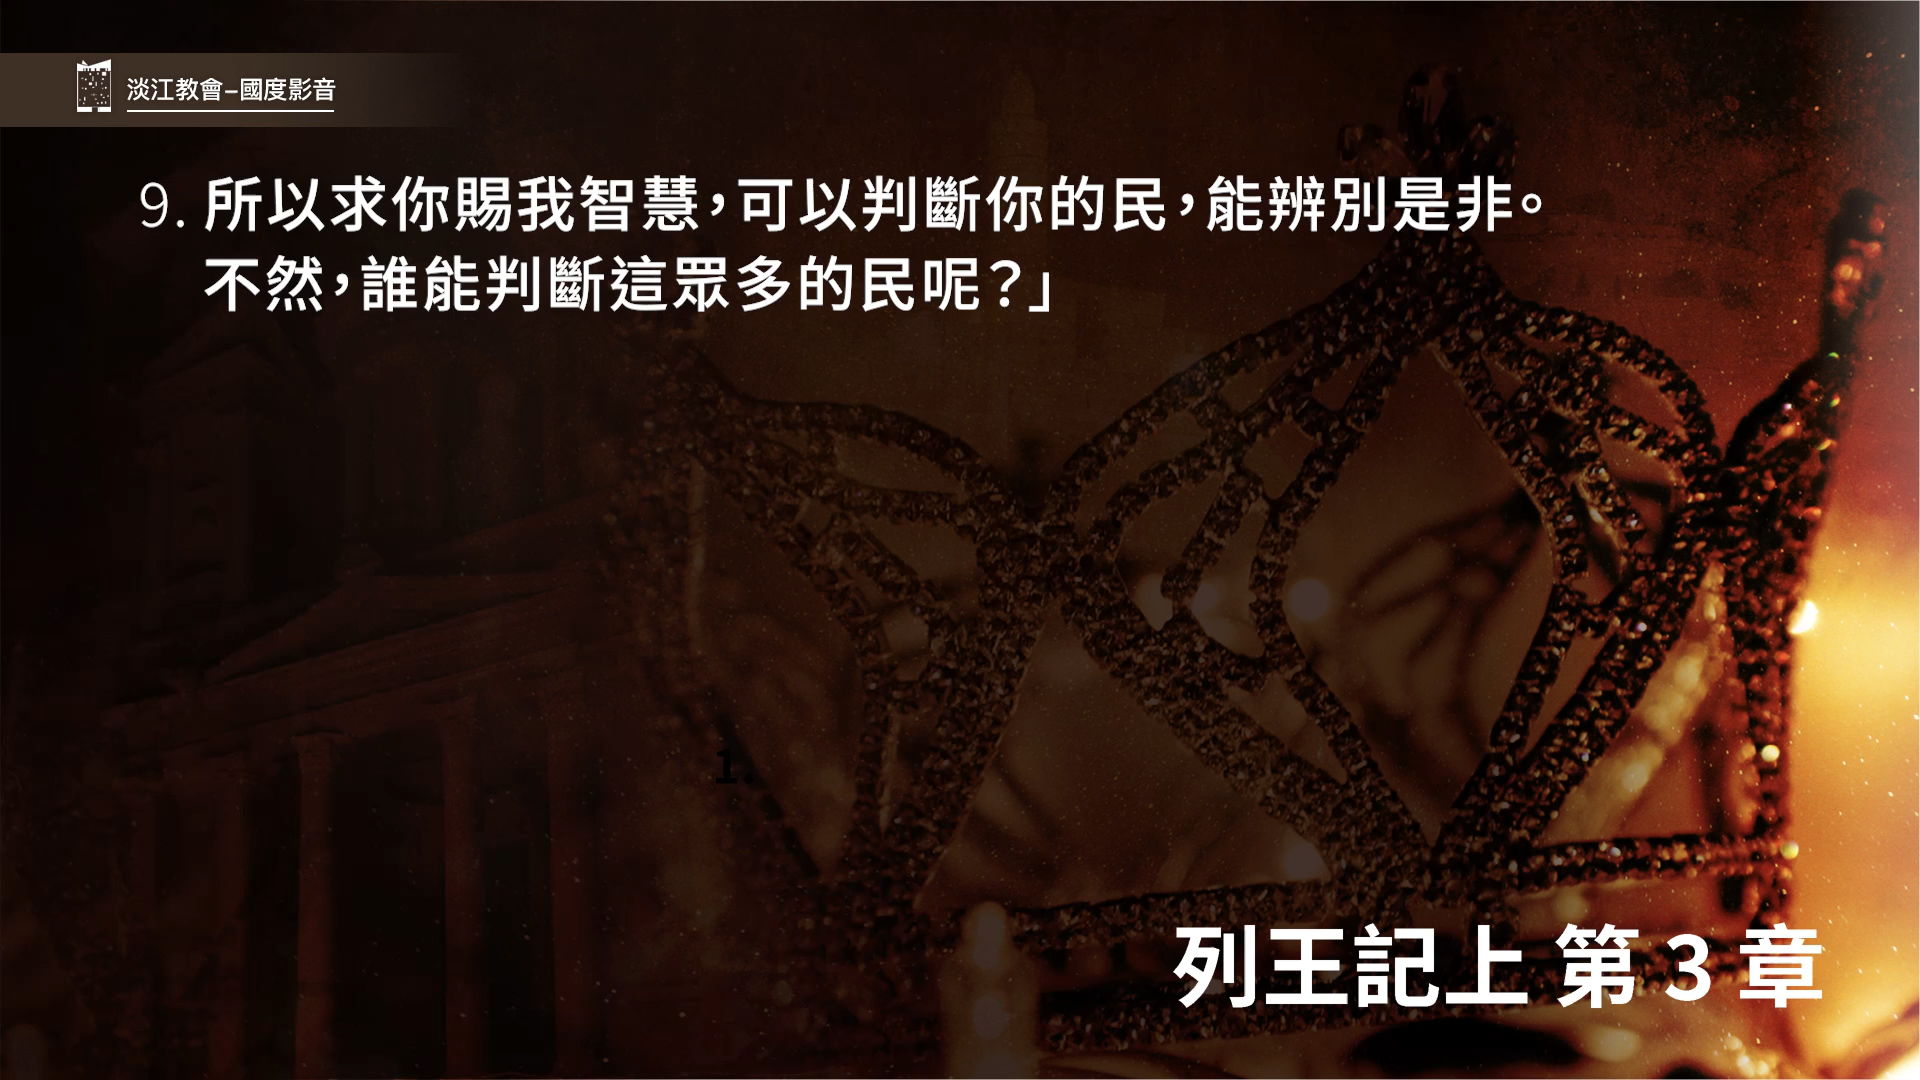 淡江教會–國度影音
9. 所以求你賜我智慧，可以判斷你的民，能辨別是非。
不然，誰能判斷這眾多的民呢？」
1.
列王記上 第 3 章